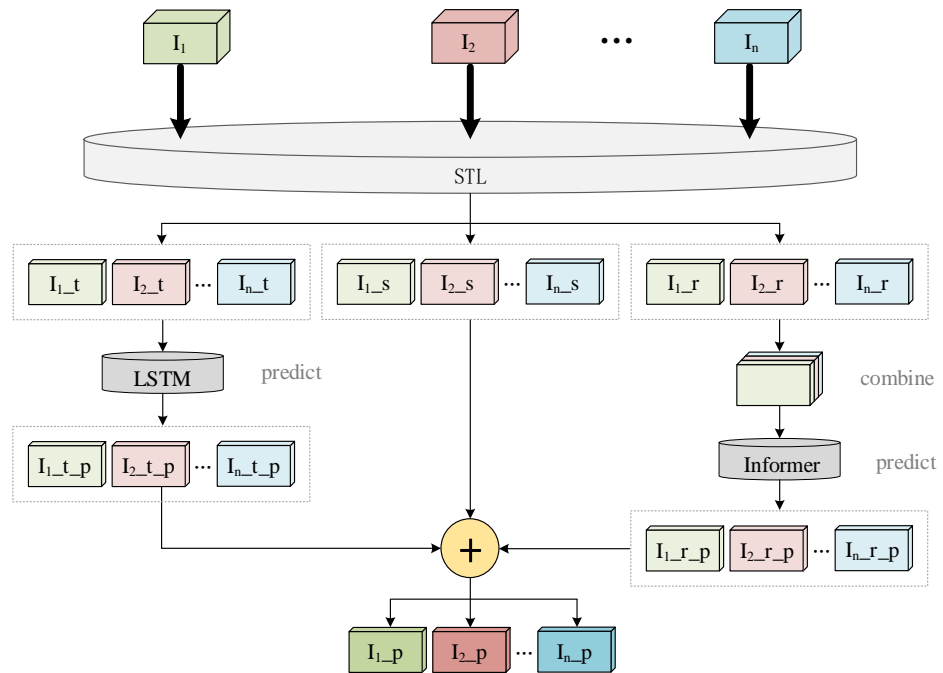 I₁ I₂ ··· Iₙ
STL
I₁_t I₂_t ··· Iₙ_t I₁_s I₂_s ··· Iₙ_s I₁_r I₂_r ··· Iₙ_r
LSTM predict combine
I₁_t_p I₂_t_p ··· Iₙ_t_p Informer predict
+ I₁_r_p I₂_r_p ··· Iₙ_r_p
I₁_p I₂_p ··· Iₙ_p